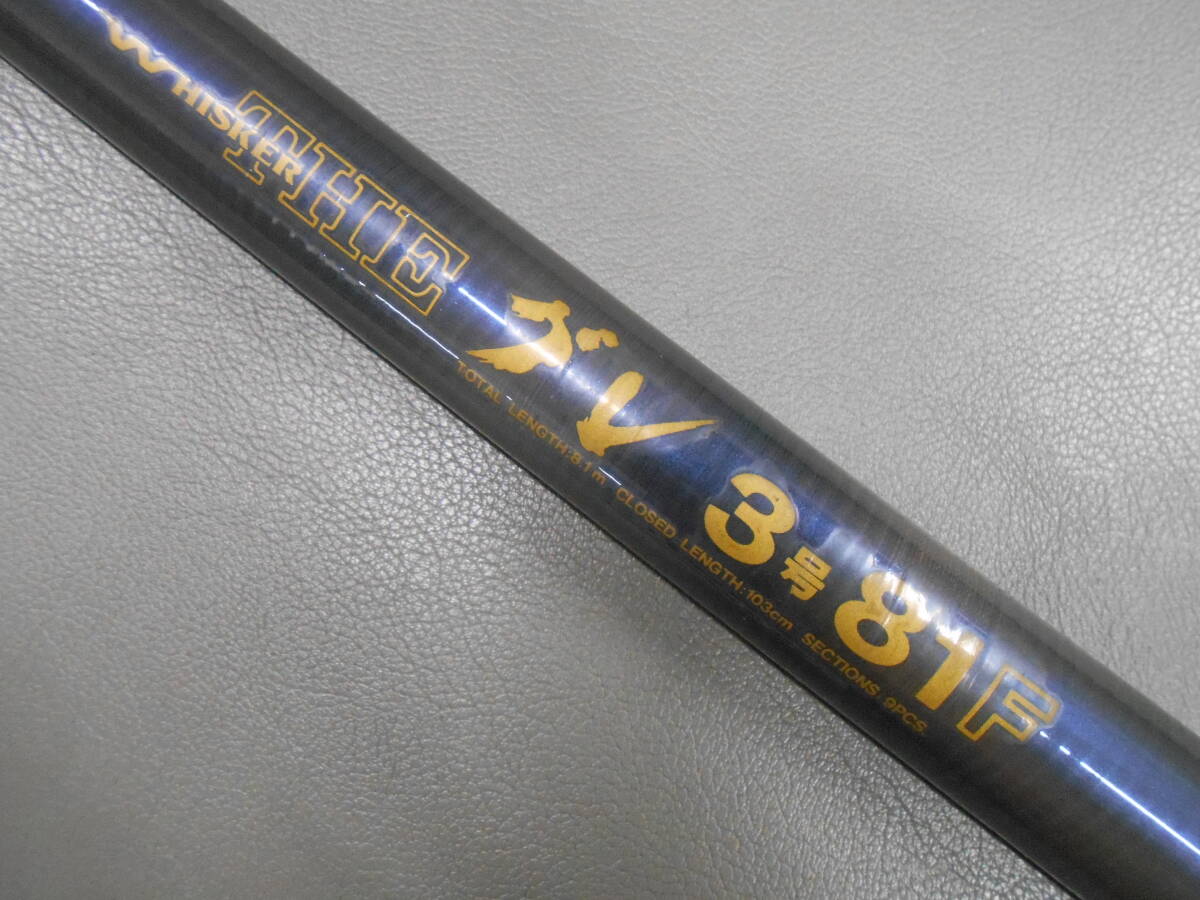 WHISKER
THE グレ 3号 81F
TOTAL LENGTH:8.1m CLOSED LENGTH:103cm SECTIONS:9PCS.